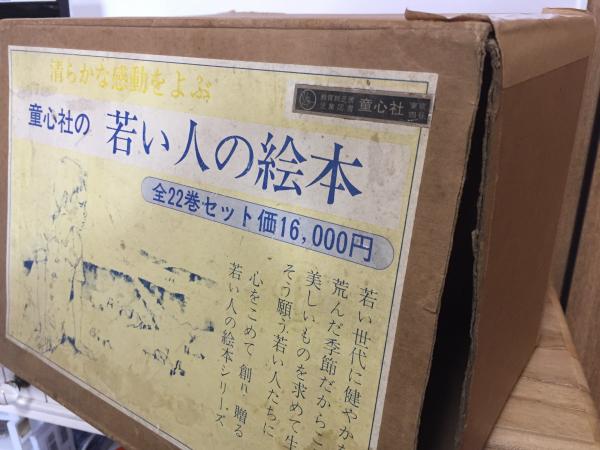 清らかな感動をよぶ
童心社の 若い人の絵本
全22巻セット価16,000円
童心社
東京
四谷
若い世代に健やか
荒んだ季節だからこ
美しいものを求めて生
そう願う若い人たちに
心をこめて創り贈る
若い人の絵本シリーズ